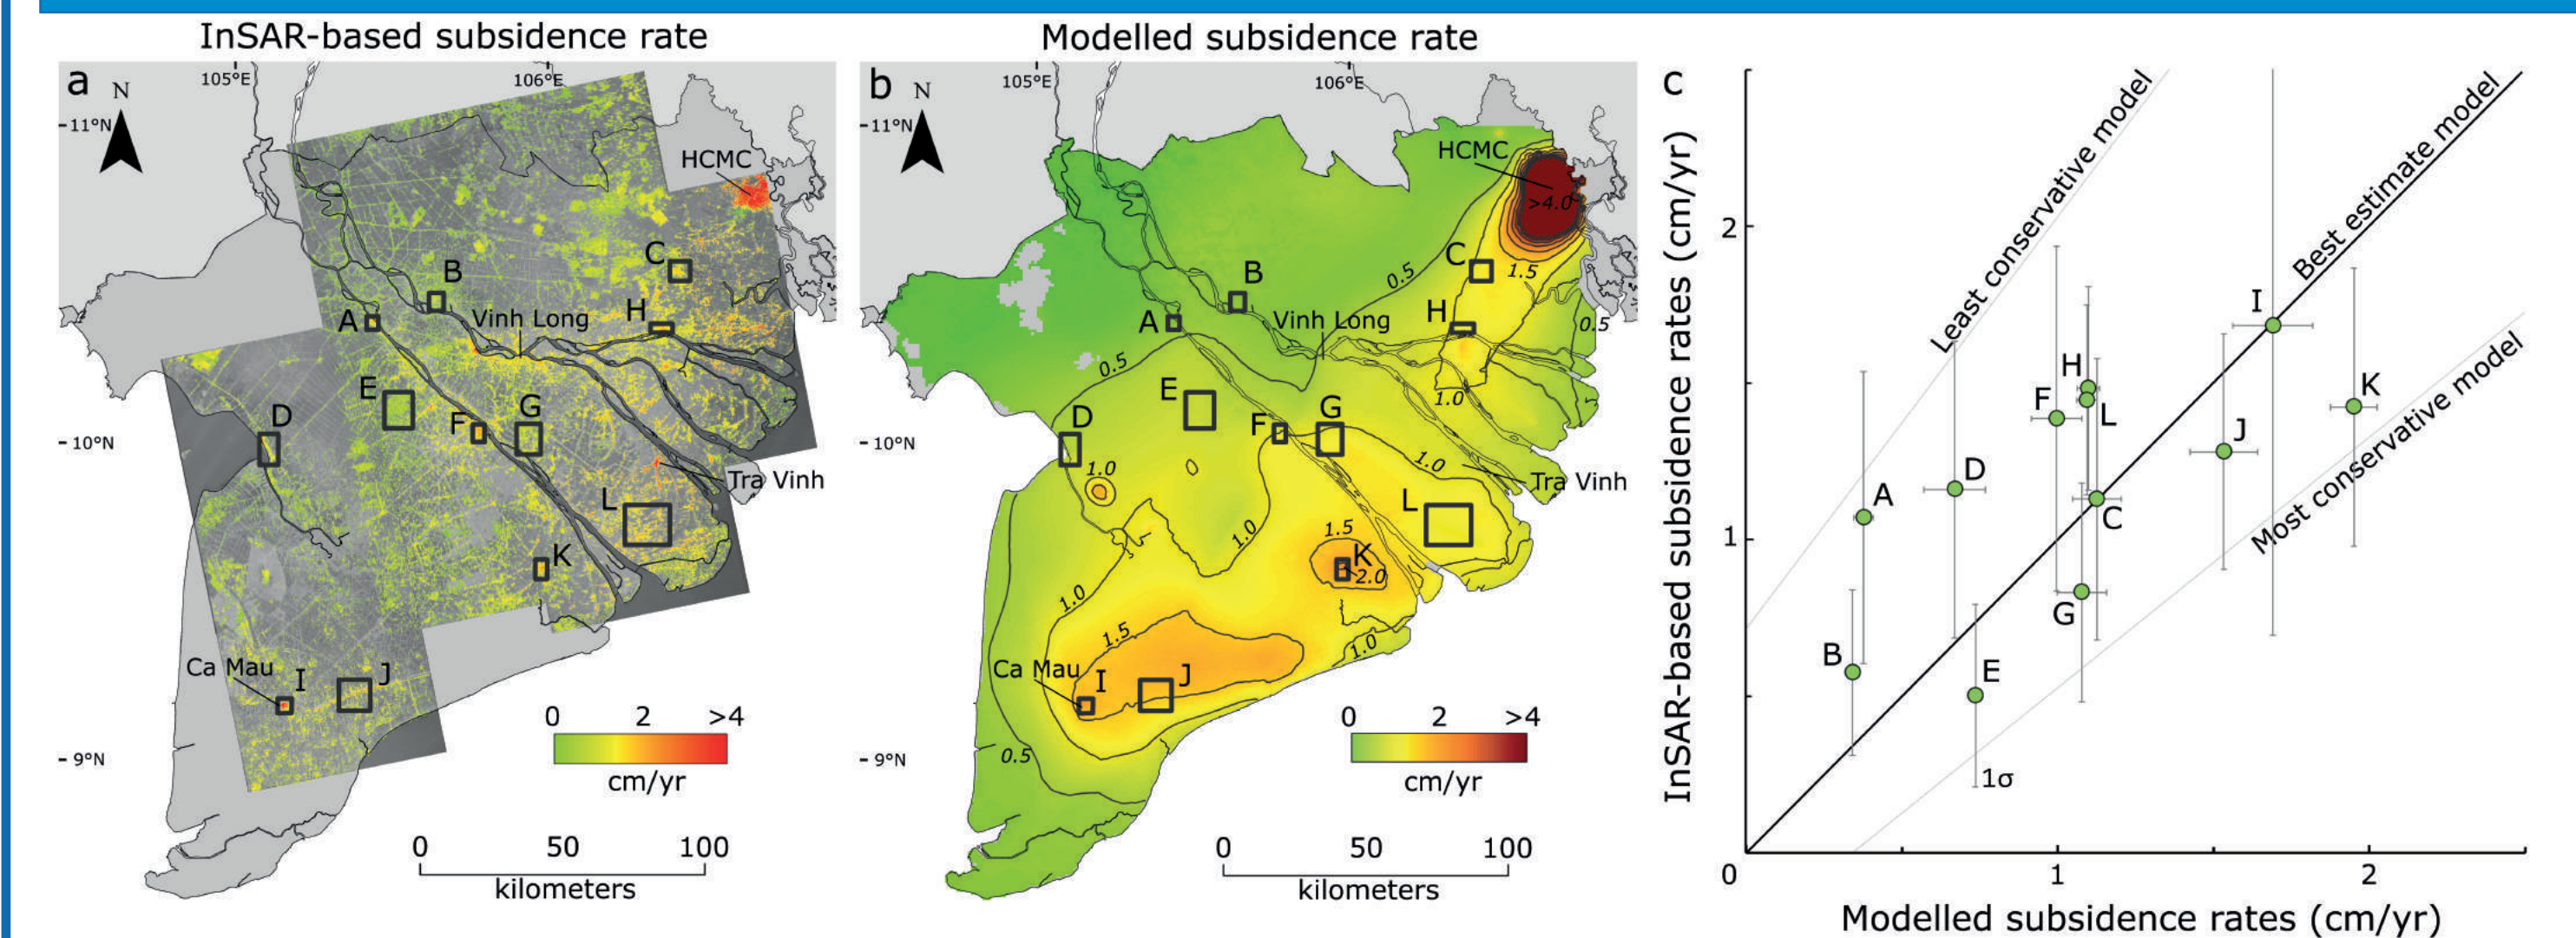 InSAR-based subsidence rate
a
N
105°E
106°E
11°N
HCMC
C
B
H
A
Vinh Long
E
D
F
G
10°N
Tra Vinh
L
K
Ca Mau
I
J
0 2 >4
cm/yr
9°N
0 50 100
kilometers
Modelled subsidence rate
b
N
105°E
106°E
11°N
HCMC
>4.0
C
1.5
B
0.5
H
A
Vinh Long
0.5
0.5
E
1.0
D
F
G
10°N
1.0
1.0
Tra Vinh
L
1.0
1.5
K
2.0
1.0
1.5
1.0
Ca Mau
I
J
0 2 >4
cm/yr
0.5
9°N
0 50 100
kilometers
c
InSAR-based subsidence rates (cm/yr)
2
1
0
1
2
Modelled subsidence rates (cm/yr)
Least conservative model
Best estimate model
Most conservative model
I
H
F
L
K
J
D
A
C
G
B
E
1σ